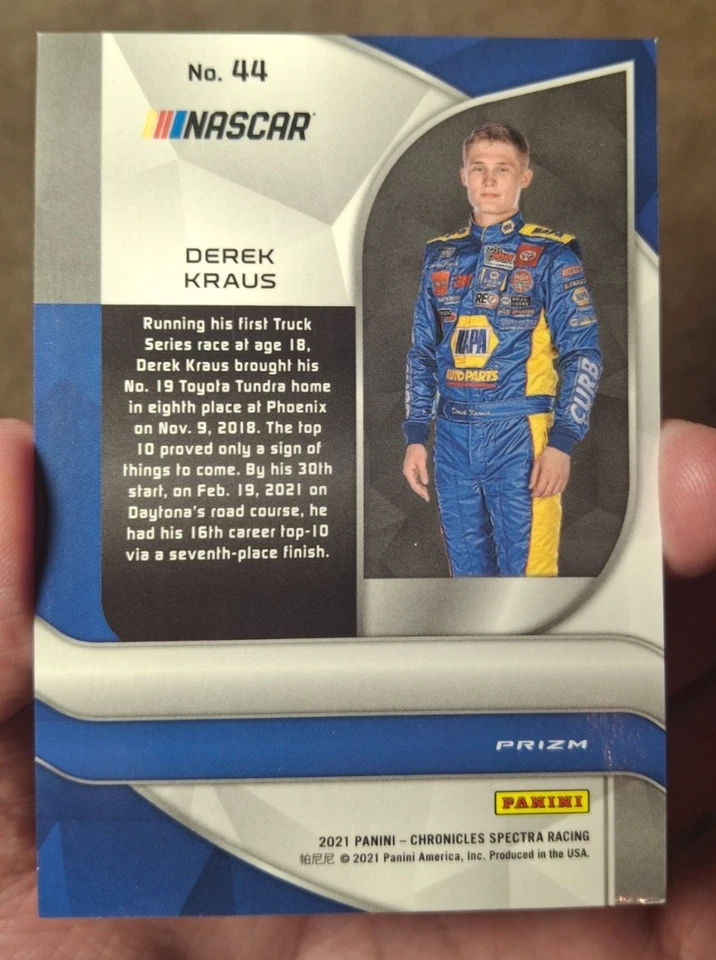 No. 44
NASCAR
DEREK
KRAUS
Running his first Truck
Series race at age 18,
Derek Kraus brought his
No. 19 Toyota Tundra home
in eighth place at Phoenix
on Nov. 9, 2018. The top
10 proved only a sign of
things to come. By his 30th
start, on Feb. 19, 2021 on
Daytona's road course, he
had his 16th career top-10
via a seventh-place finish.
NAPA
NAPA
AUTO PARTS
Derek Kraus
CURB
PRIZM
PANINI
2021 PANINI – CHRONICLES SPECTRA RACING
帕尼尼 © 2021 Panini America, Inc. Produced in the USA.